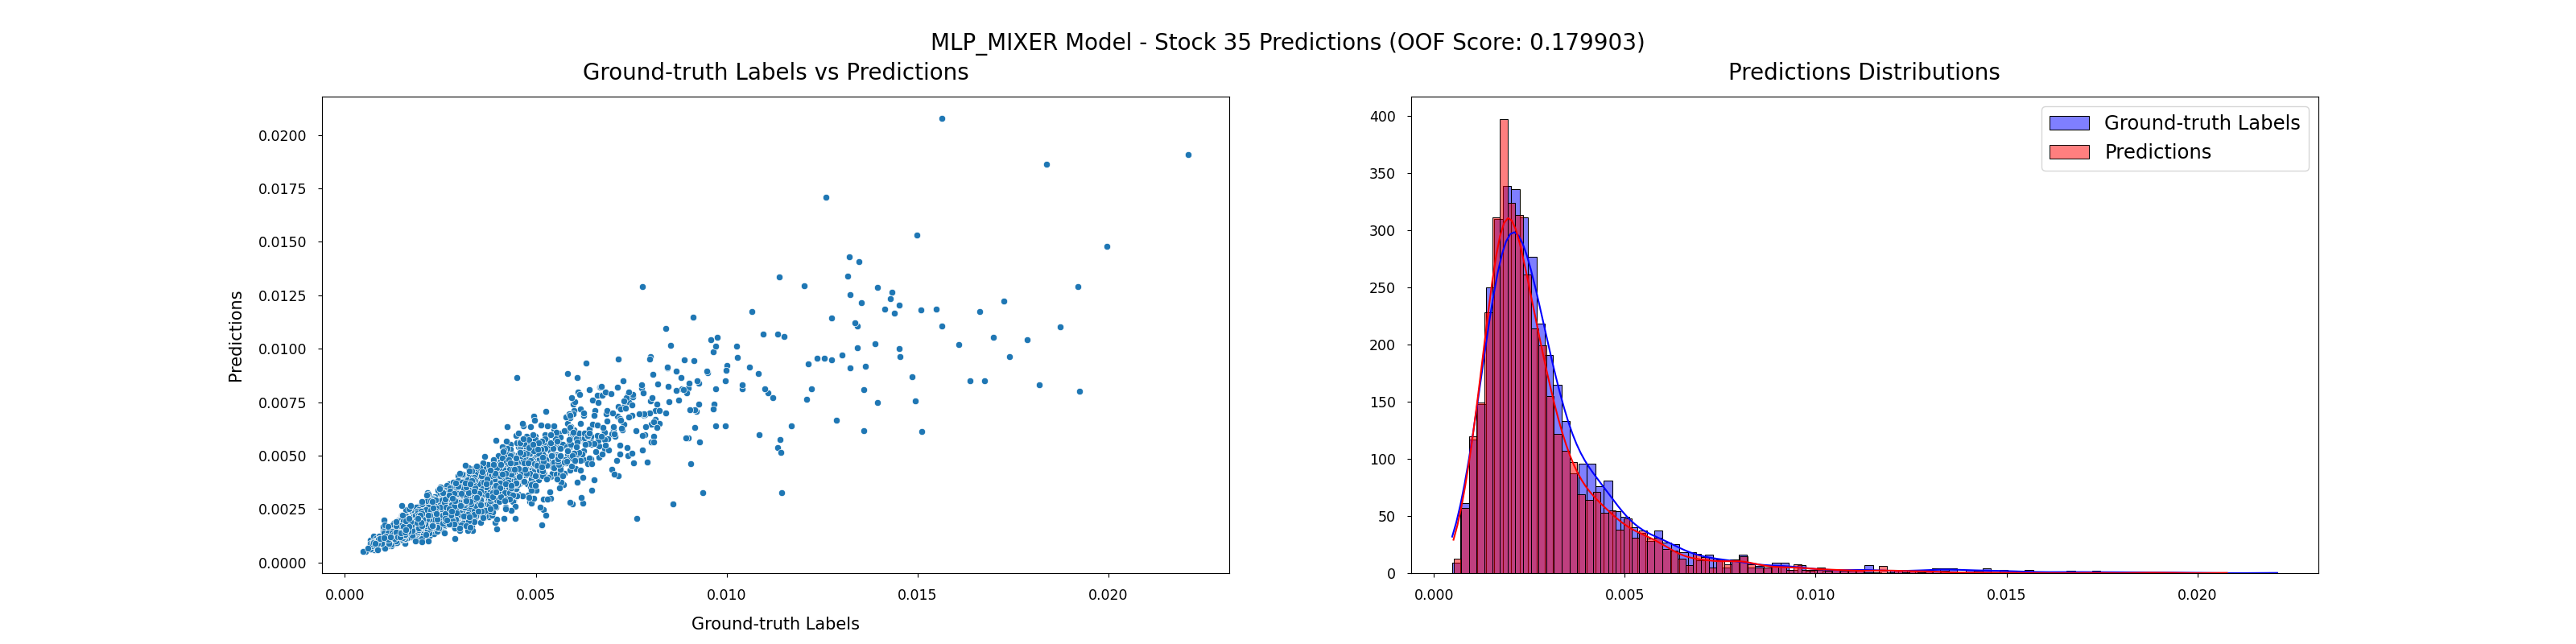 MLP_MIXER Model - Stock 35 Predictions (OOF Score: 0.179903)
Ground-truth Labels vs Predictions
Predictions
0.0200
0.0175
0.0150
0.0125
0.0100
0.0075
0.0050
0.0025
0.0000
0.000 0.005 0.010 0.015 0.020
Ground-truth Labels
Predictions Distributions
Ground-truth Labels
Predictions
400
350
300
250
200
150
100
50
0
0.000 0.005 0.010 0.015 0.020